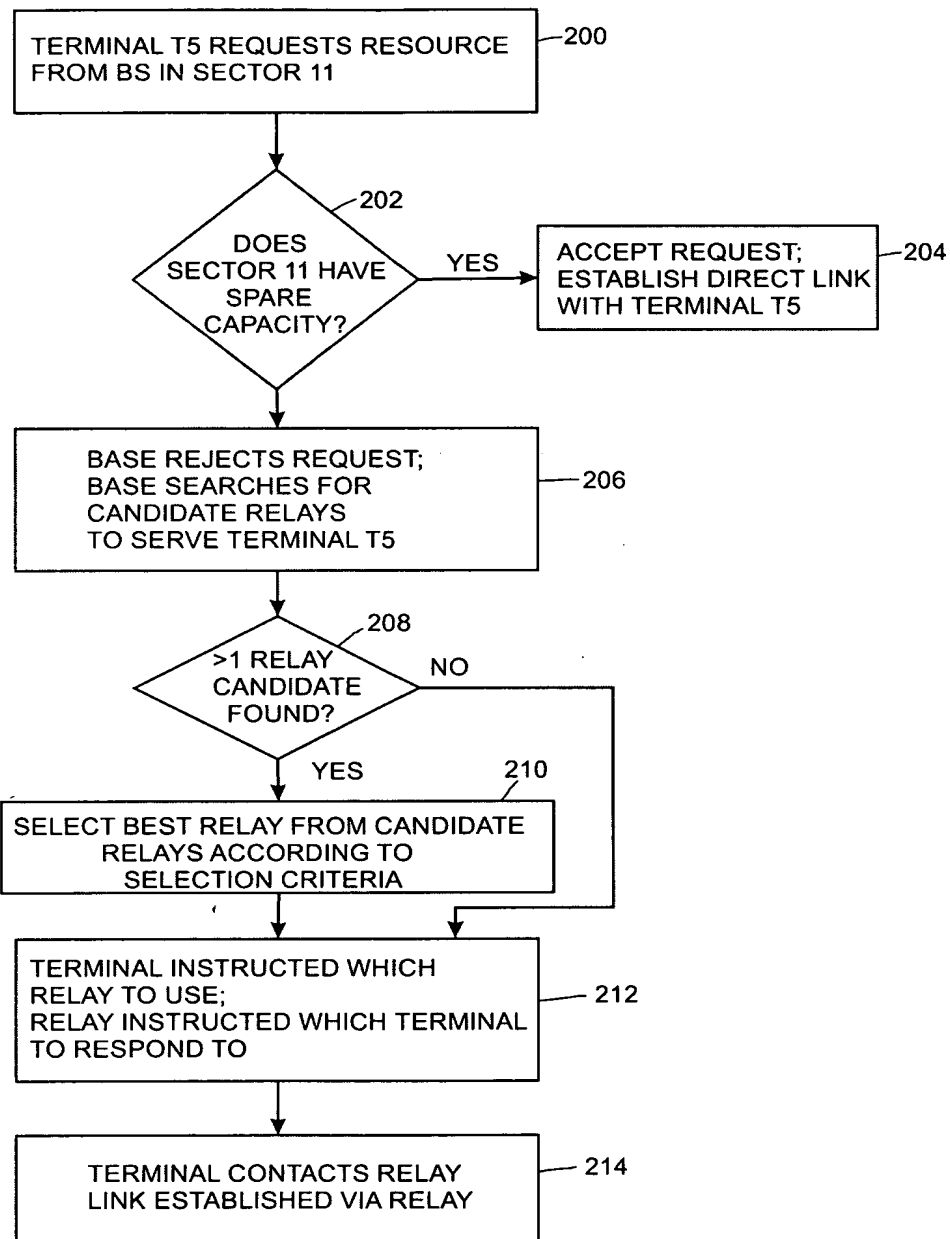 TERMINAL T5 REQUESTS RESOURCE
FROM BS IN SECTOR 11
200
202
DOES
SECTOR 11 HAVE
SPARE
CAPACITY?
YES
ACCEPT REQUEST;
ESTABLISH DIRECT LINK
WITH TERMINAL T5
204
BASE REJECTS REQUEST;
BASE SEARCHES FOR
CANDIDATE RELAYS
TO SERVE TERMINAL T5
206
208
>1 RELAY
CANDIDATE
FOUND?
NO
YES
210
SELECT BEST RELAY FROM CANDIDATE
RELAYS ACCORDING TO
SELECTION CRITERIA
TERMINAL INSTRUCTED WHICH
RELAY TO USE;
RELAY INSTRUCTED WHICH TERMINAL
TO RESPOND TO
212
TERMINAL CONTACTS RELAY
LINK ESTABLISHED VIA RELAY
214